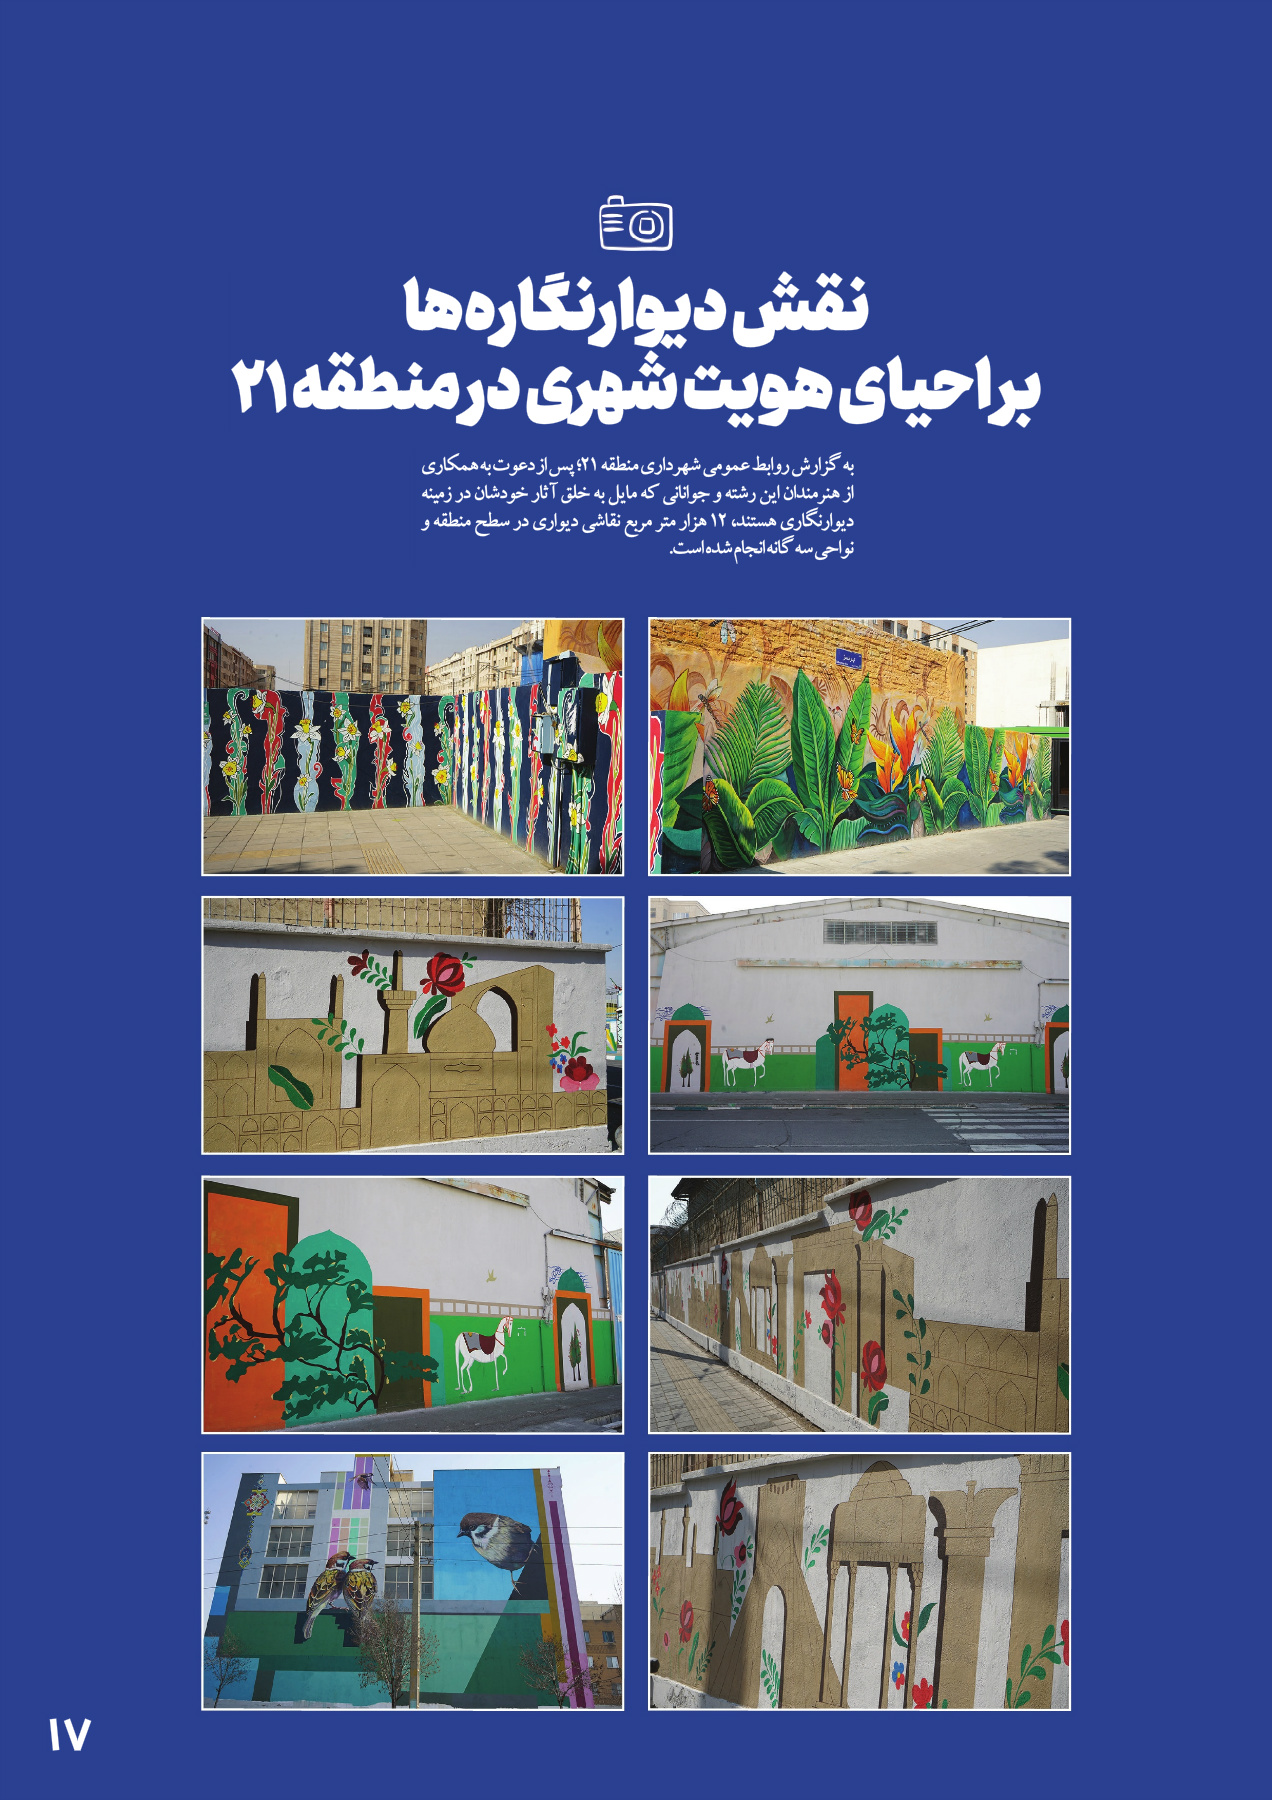 نقش دیوارنگاره‌ها
بر احیای هویت شهری در منطقه ۲۱
به گزارش روابط عمومی شهرداری منطقه ۲۱؛ پس از دعوت به همکاری
از هنرمندان این رشته و جوانانی که مایل به خلق آثار خودشان در زمینه
دیوارنگاری هستند، ۱۲ هزار متر مربع نقاشی دیواری در سطح منطقه و
نواحی سه گانه انجام شده است.
۱۷